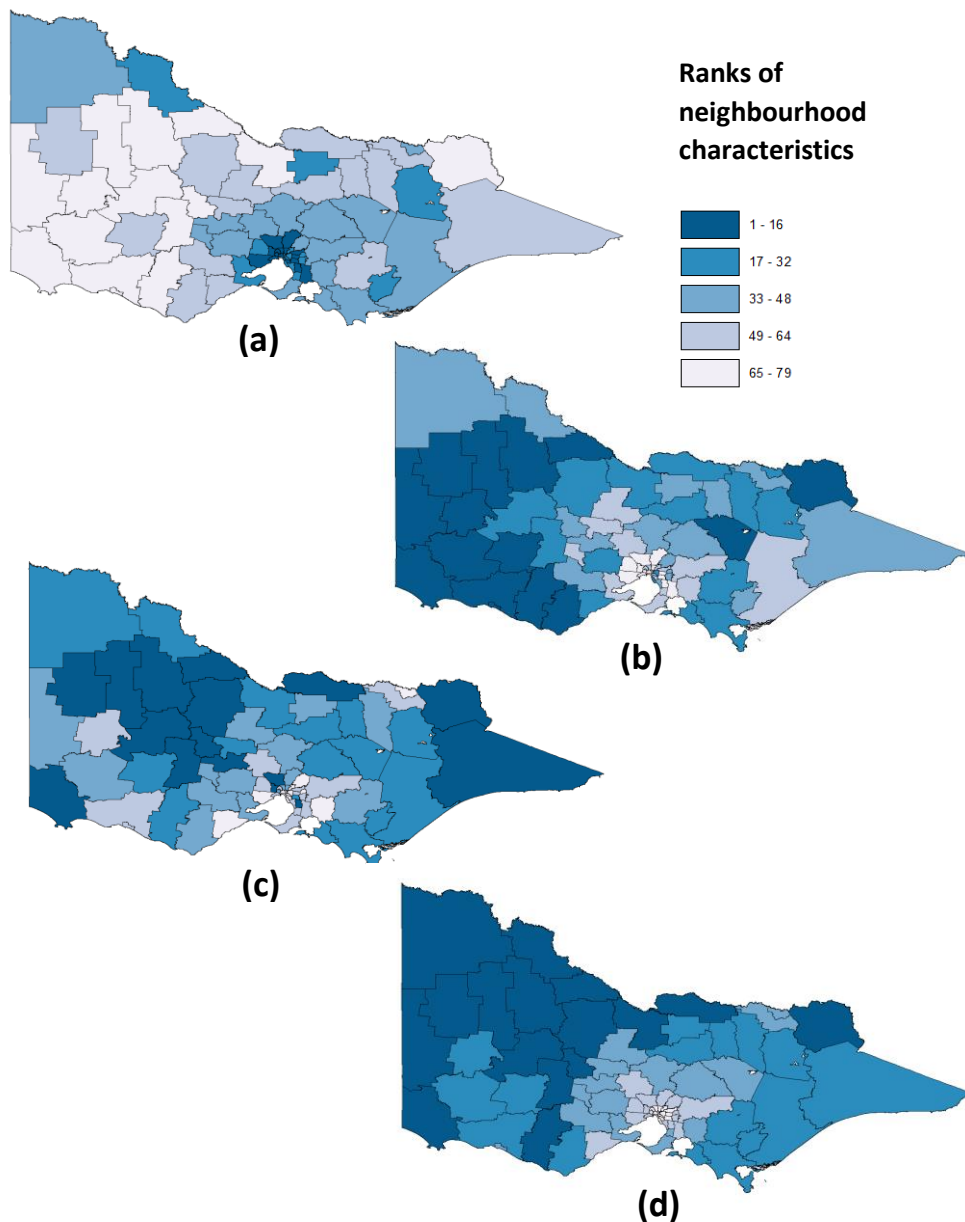 Ranks of
neighbourhood
characteristics
1 - 16
17 - 32
33 - 48
49 - 64
65 - 79
(a)
(b)
(c)
(d)